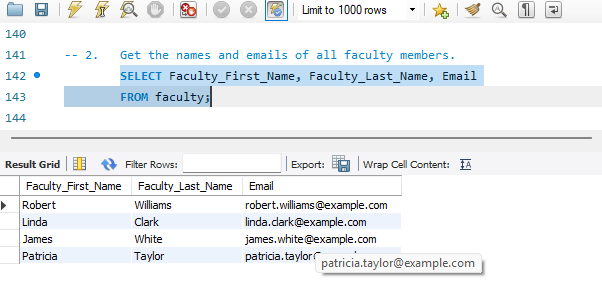 Limit to 1000 rows
140
141 -- 2. Get the names and emails of all faculty members.
142 SELECT Faculty_First_Name, Faculty_Last_Name, Email
143 FROM faculty;
144
Result Grid Filter Rows: Export: Wrap Cell Content: IA
Faculty_First_Name Faculty_Last_Name Email
Robert Williams robert.williams@example.com
Linda Clark linda.clark@example.com
James White james.white@example.com
Patricia Taylor patricia.taylor@
patricia.taylor@example.com